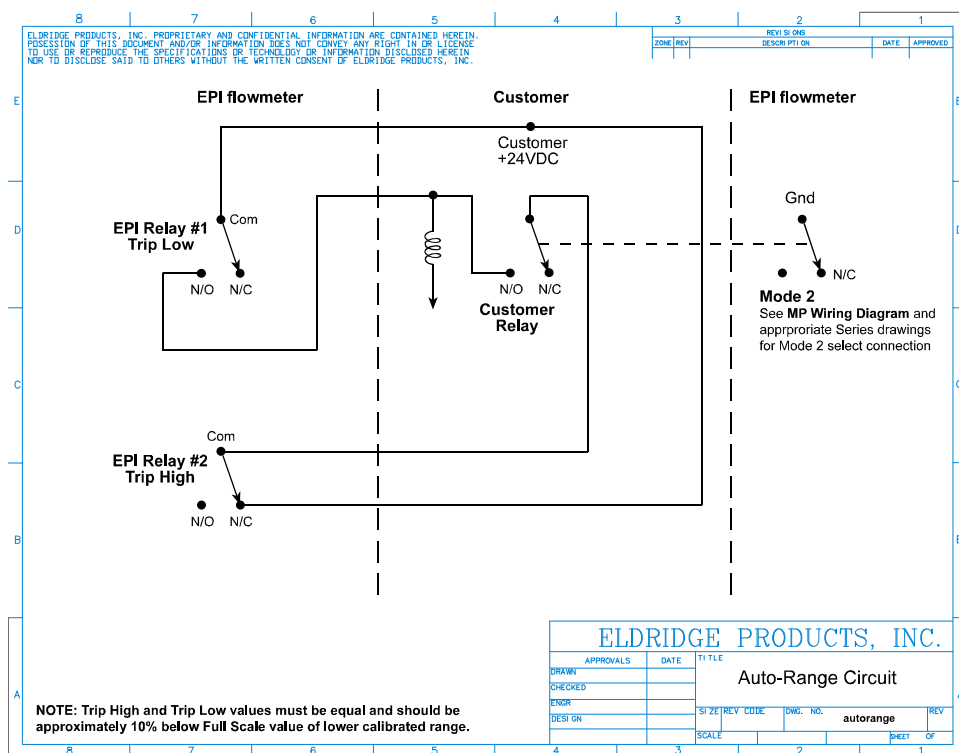 8 7 6 5 4 3 2 1
ELDRIDGE PRODUCTS, INC. PROPRIETARY AND CONFIDENTIAL INFORMATION ARE CONTAINED HEREIN.
POSESSION OF THIS DOCUMENT AND/OR INFORMATION DOES NOT CONVEY ANY RIGHT IN OR LICENSE
TO USE OR REPRODUCE THE SPECIFICATIONS OR TECHNOLOGY OR INFORMATION DISCLOSED HEREIN
NOR TO DISCLOSE SAID TO OTHERS WITHOUT THE WRITTEN CONSENT OF ELDRIDGE PRODUCTS, INC.
REVISIONS
ZONE REV DESCRIPTION DATE APPROVED
E E
EPI flowmeter Customer EPI flowmeter
Customer
+24VDC
D D
Com
EPI Relay #1
Trip Low
N/O N/C
N/O N/C
Customer
Relay
Gnd
N/C
Mode 2
See MP Wiring Diagram and
apprproriate Series drawings
for Mode 2 select connection
C C
Com
EPI Relay #2
Trip High
N/O N/C
B B
ELDRIDGE PRODUCTS, INC.
APPROVALS DATE
DRAWN
CHECKED
ENGR
DESIGN
TITLE
Auto-Range Circuit
SIZE REV CODE DWG. NO. autorange REV
SCALE SHEET OF
A A
NOTE: Trip High and Trip Low values must be equal and should be
approximately 10% below Full Scale value of lower calibrated range.
8 7 6 5 4 3 2 1